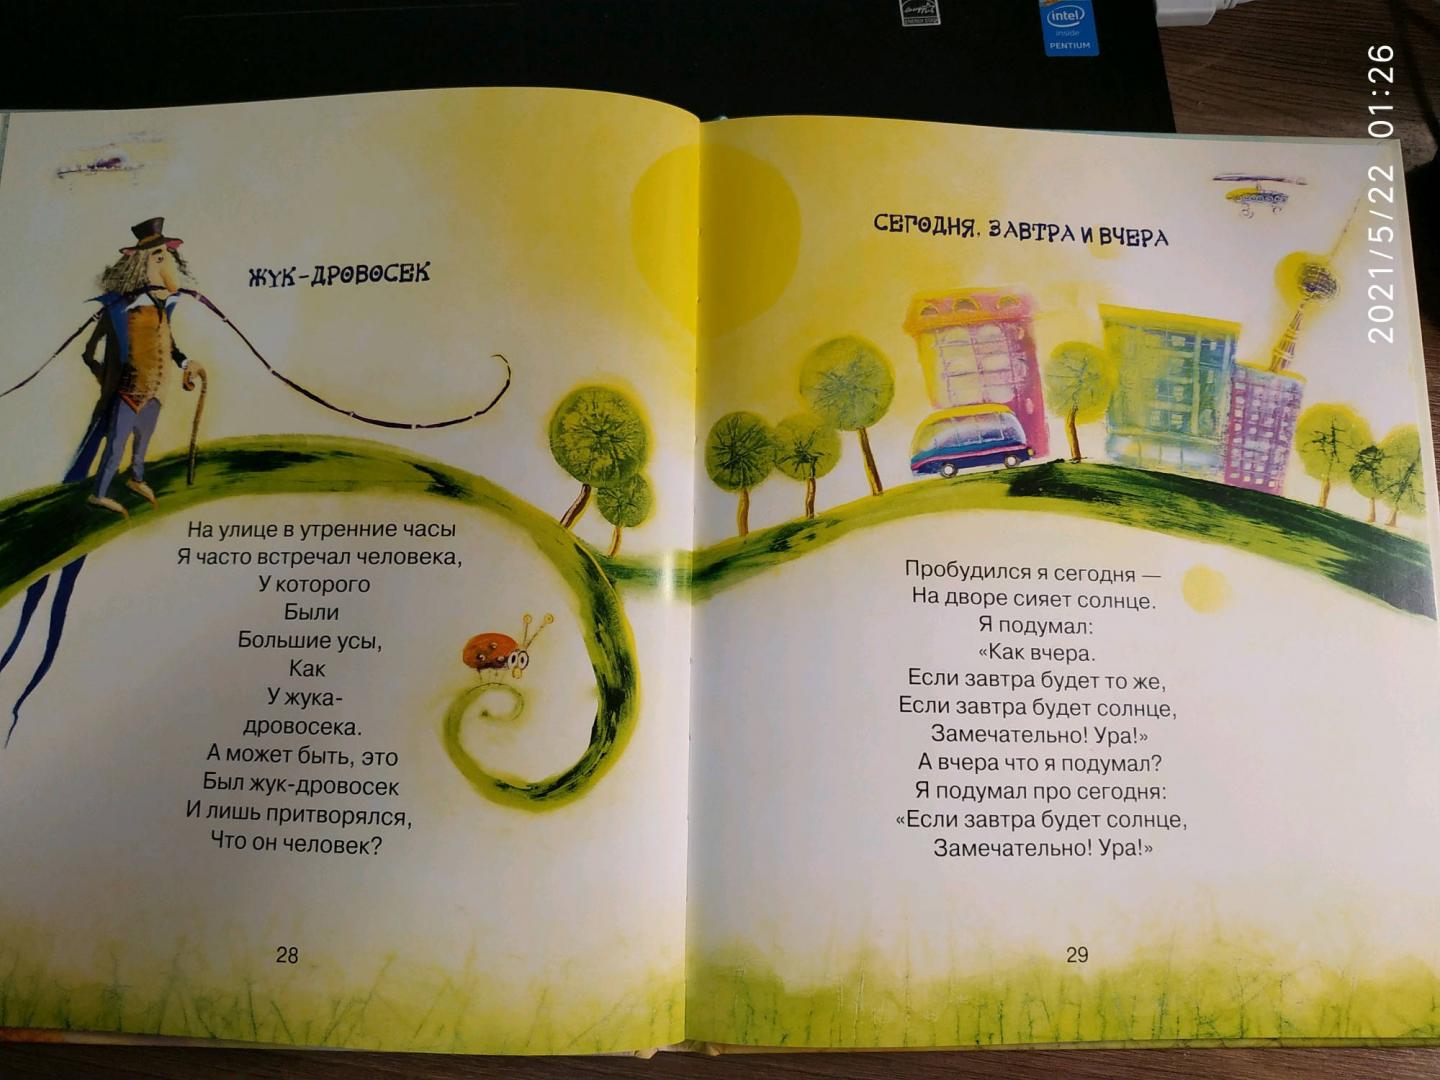 intel
inside
PENTIUM
ENERGY STAR
2021/5/22 01:26
ЖУК-ДРОВОСЕК
На улице в утренние часы
Я часто встречал человека,
У которого
Были
Большие усы,
Как
У жука-
дровосека.
А может быть, это
Был жук-дровосек
И лишь притворялся,
Что он человек?
28
СЕГОДНЯ, ЗАВТРА И ВЧЕРА
Пробудился я сегодня —
На дворе сияет солнце.
Я подумал:
«Как вчера.
Если завтра будет то же,
Если завтра будет солнце,
Замечательно! Ура!»
А вчера что я подумал?
Я подумал про сегодня:
«Если завтра будет солнце,
Замечательно! Ура!»
29